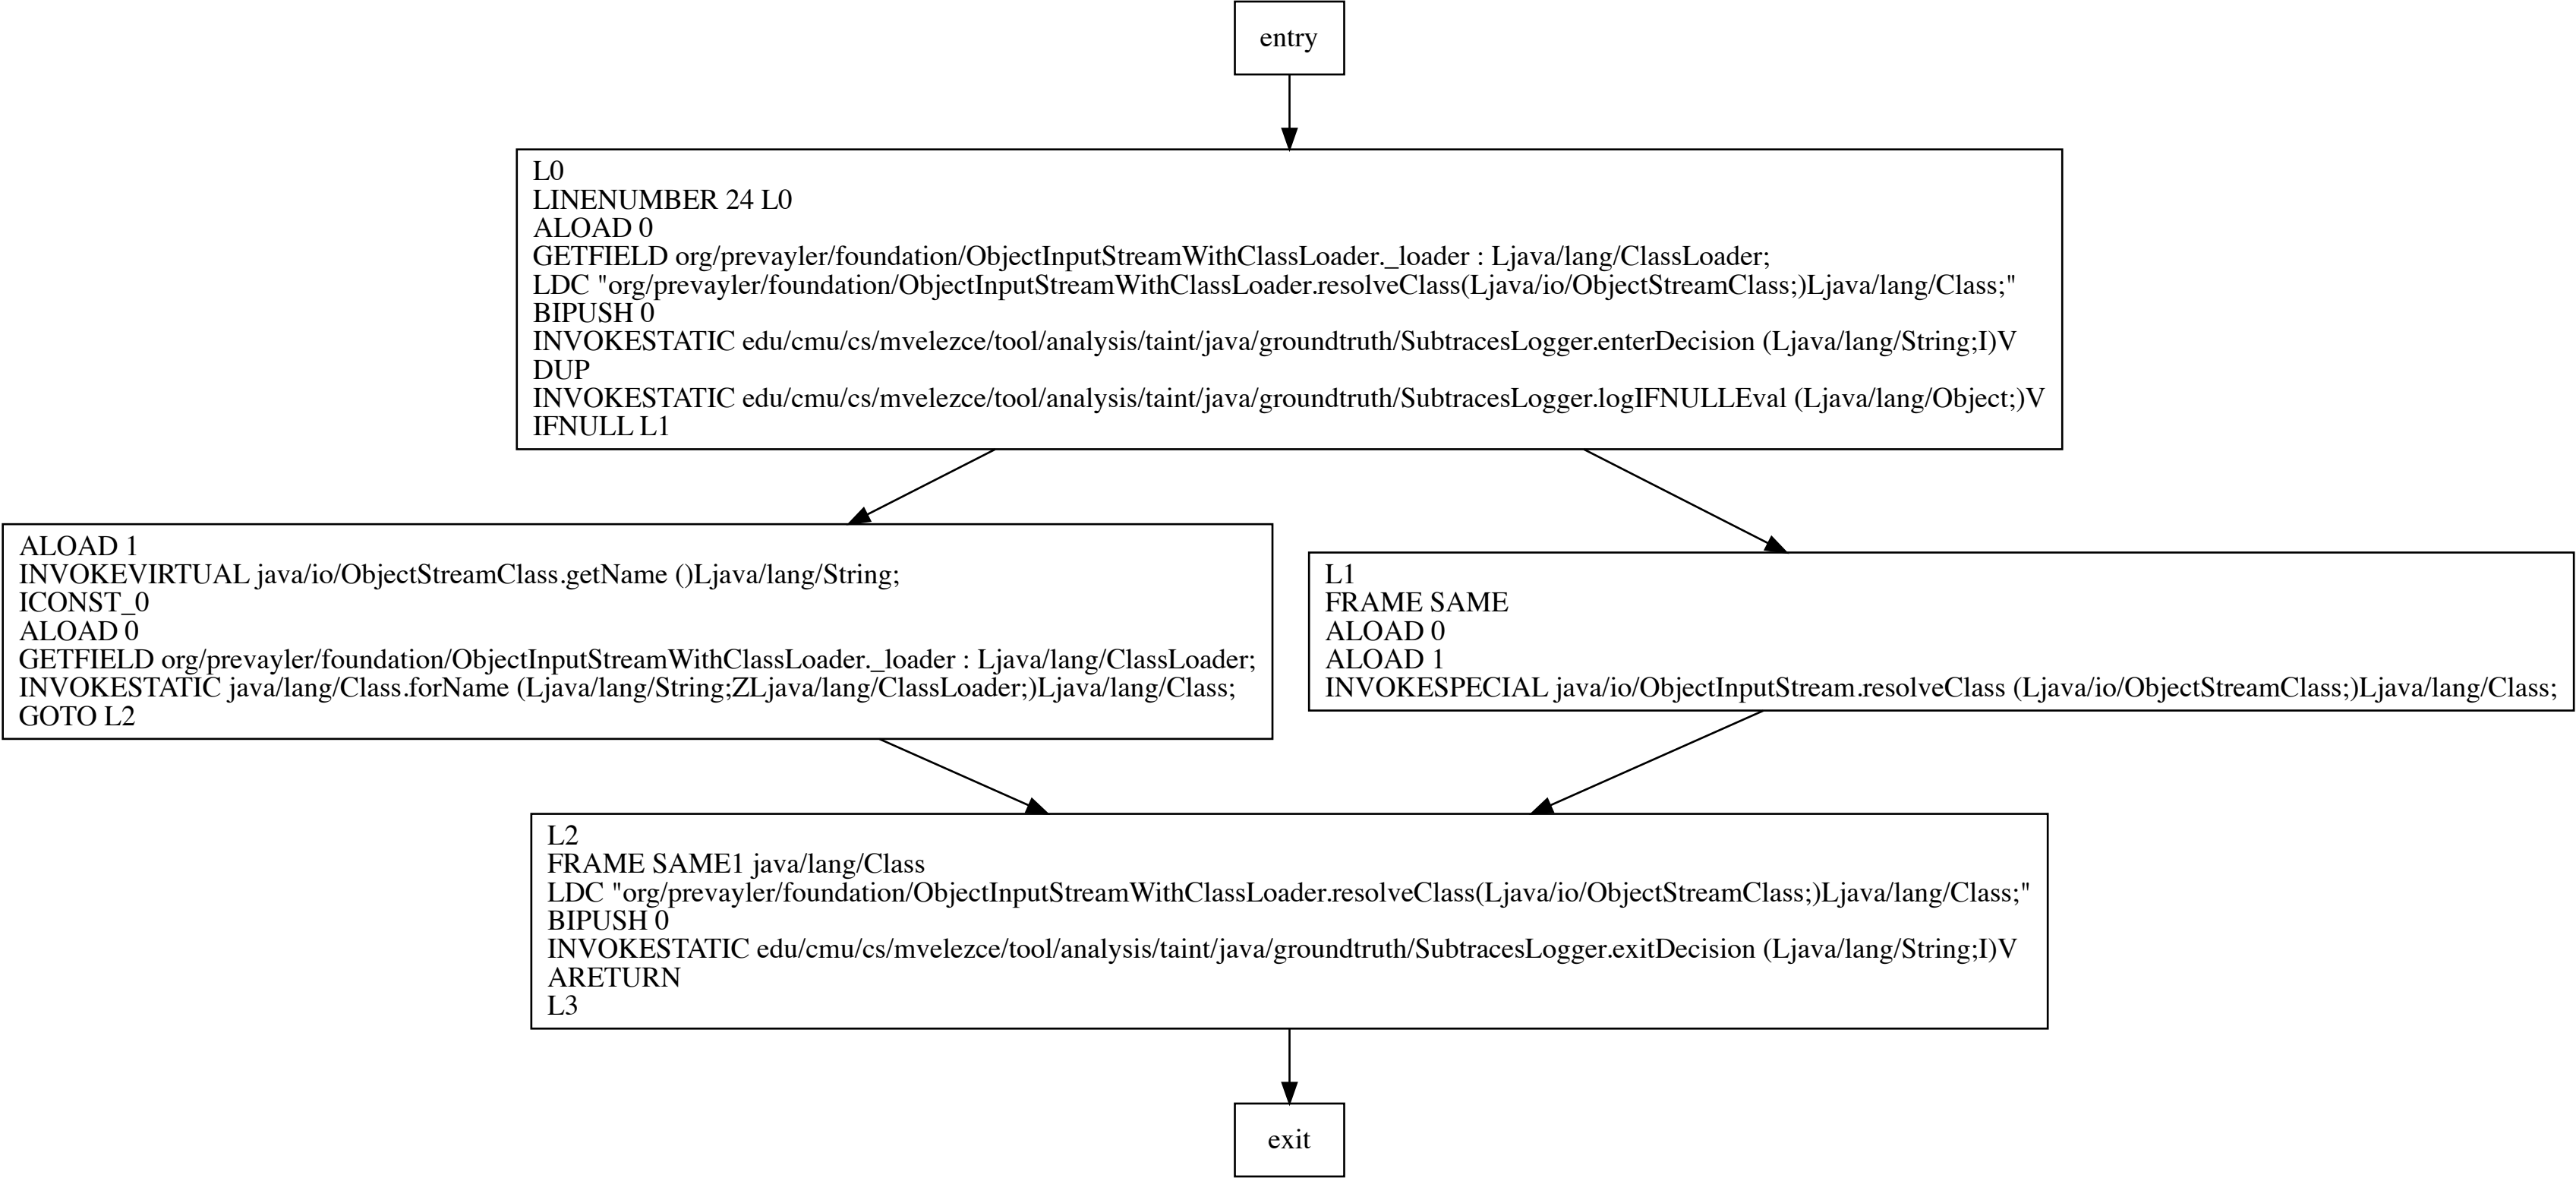 entry
L0
LINENUMBER 24 L0
ALOAD 0
GETFIELD org/prevayler/foundation/ObjectInputStreamWithClassLoader._loader : Ljava/lang/ClassLoader;
LDC "org/prevayler/foundation/ObjectInputStreamWithClassLoader.resolveClass(Ljava/io/ObjectStreamClass;)Ljava/lang/Class;"
BIPUSH 0
INVOKESTATIC edu/cmu/cs/mvelezce/tool/analysis/taint/java/groundtruth/SubtracesLogger.enterDecision (Ljava/lang/String;I)V
DUP
INVOKESTATIC edu/cmu/cs/mvelezce/tool/analysis/taint/java/groundtruth/SubtracesLogger.logIFNULLEval (Ljava/lang/Object;)V
IFNULL L1
ALOAD 1
INVOKEVIRTUAL java/io/ObjectStreamClass.getName ()Ljava/lang/String;
ICONST_0
ALOAD 0
GETFIELD org/prevayler/foundation/ObjectInputStreamWithClassLoader._loader : Ljava/lang/ClassLoader;
INVOKESTATIC java/lang/Class.forName (Ljava/lang/String;ZLjava/lang/ClassLoader;)Ljava/lang/Class;
GOTO L2
L1
FRAME SAME
ALOAD 0
ALOAD 1
INVOKESPECIAL java/io/ObjectInputStream.resolveClass (Ljava/io/ObjectStreamClass;)Ljava/lang/Class;
L2
FRAME SAME1 java/lang/Class
LDC "org/prevayler/foundation/ObjectInputStreamWithClassLoader.resolveClass(Ljava/io/ObjectStreamClass;)Ljava/lang/Class;"
BIPUSH 0
INVOKESTATIC edu/cmu/cs/mvelezce/tool/analysis/taint/java/groundtruth/SubtracesLogger.exitDecision (Ljava/lang/String;I)V
ARETURN
L3
exit